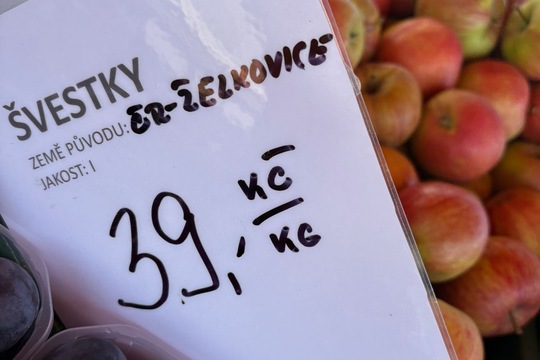 ŠVESTKY
ZEMĚ PŮVODU: ČR-ŽELKOVICE
JAKOST: I
39,- KČ
KG